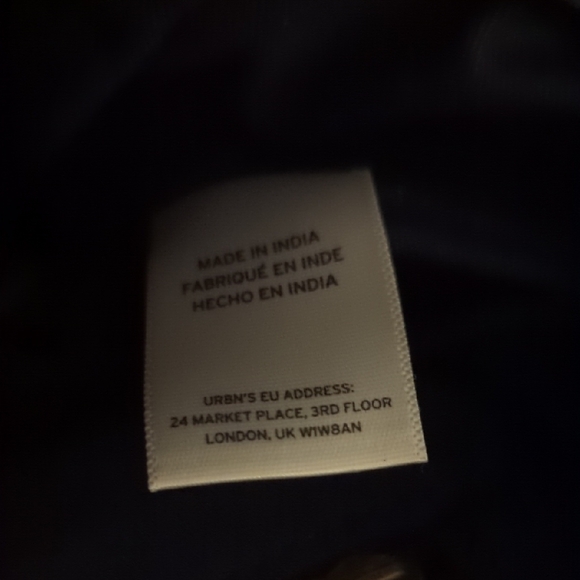 MADE IN INDIA
FABRIQUÉ EN INDE
HECHO EN INDIA
URBN'S EU ADDRESS:
24 MARKET PLACE, 3RD FLOOR
LONDON, UK W1W8AN